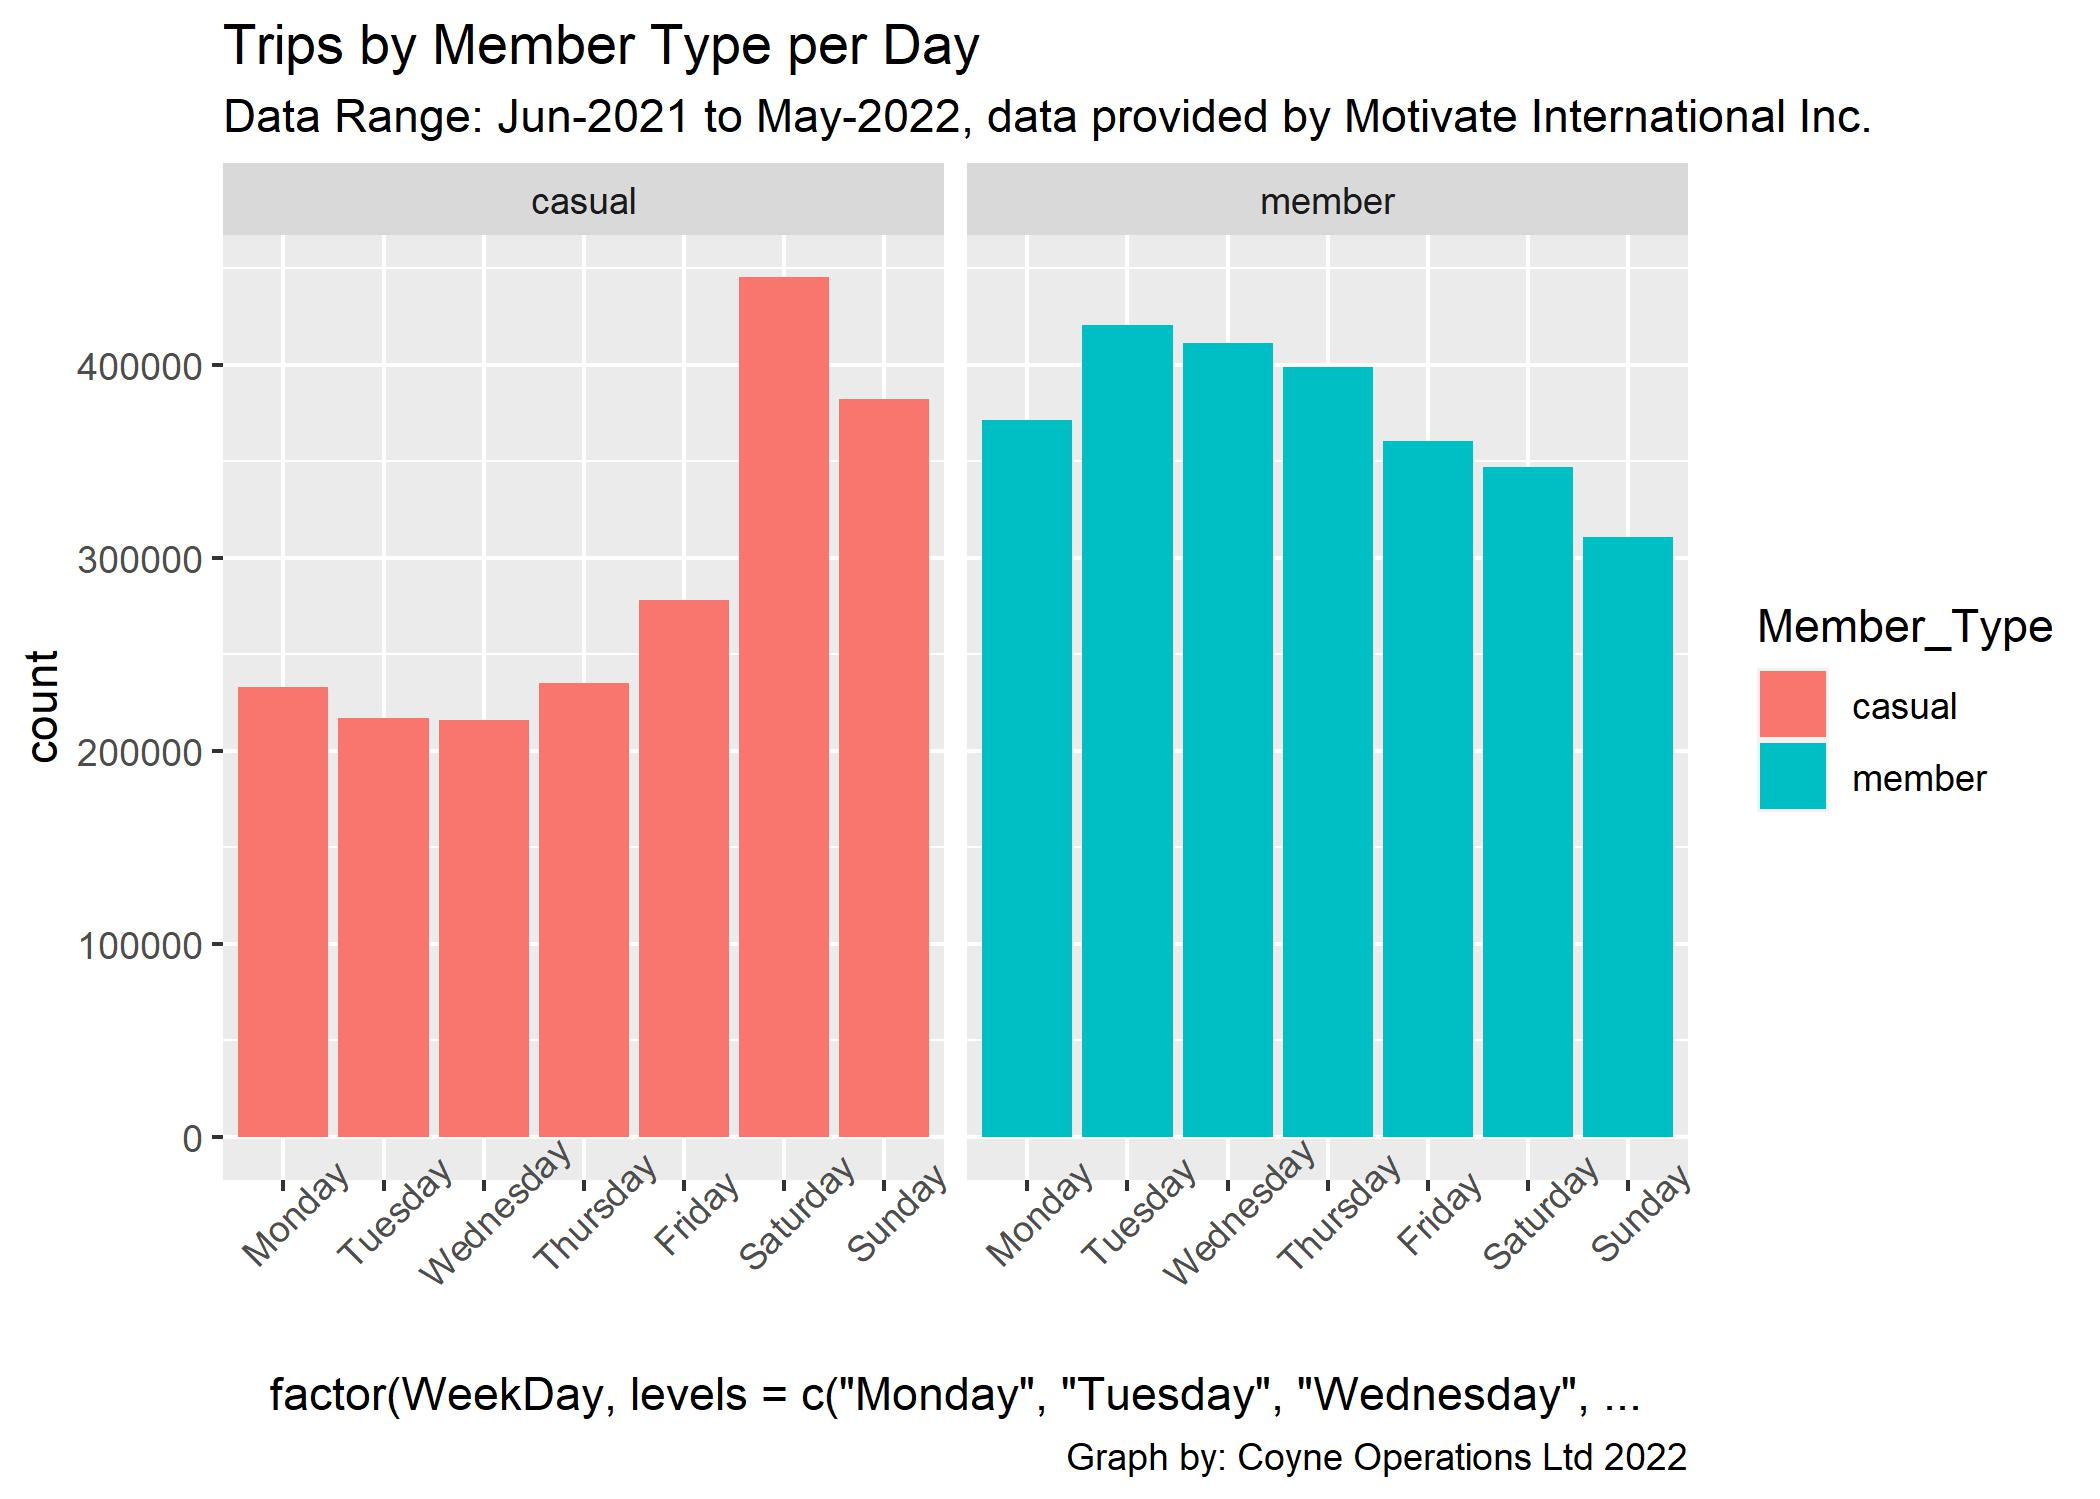 Trips by Member Type per Day
Data Range: Jun-2021 to May-2022, data provided by Motivate International Inc.
casual
member
400000
300000
200000
100000
0
count
Monday
Tuesday
Wednesday
Thursday
Friday
Saturday
Sunday
Monday
Tuesday
Wednesday
Thursday
Friday
Saturday
Sunday
factor(WeekDay, levels = c("Monday", "Tuesday", "Wednesday", ...
Member_Type
casual
member
Graph by: Coyne Operations Ltd 2022